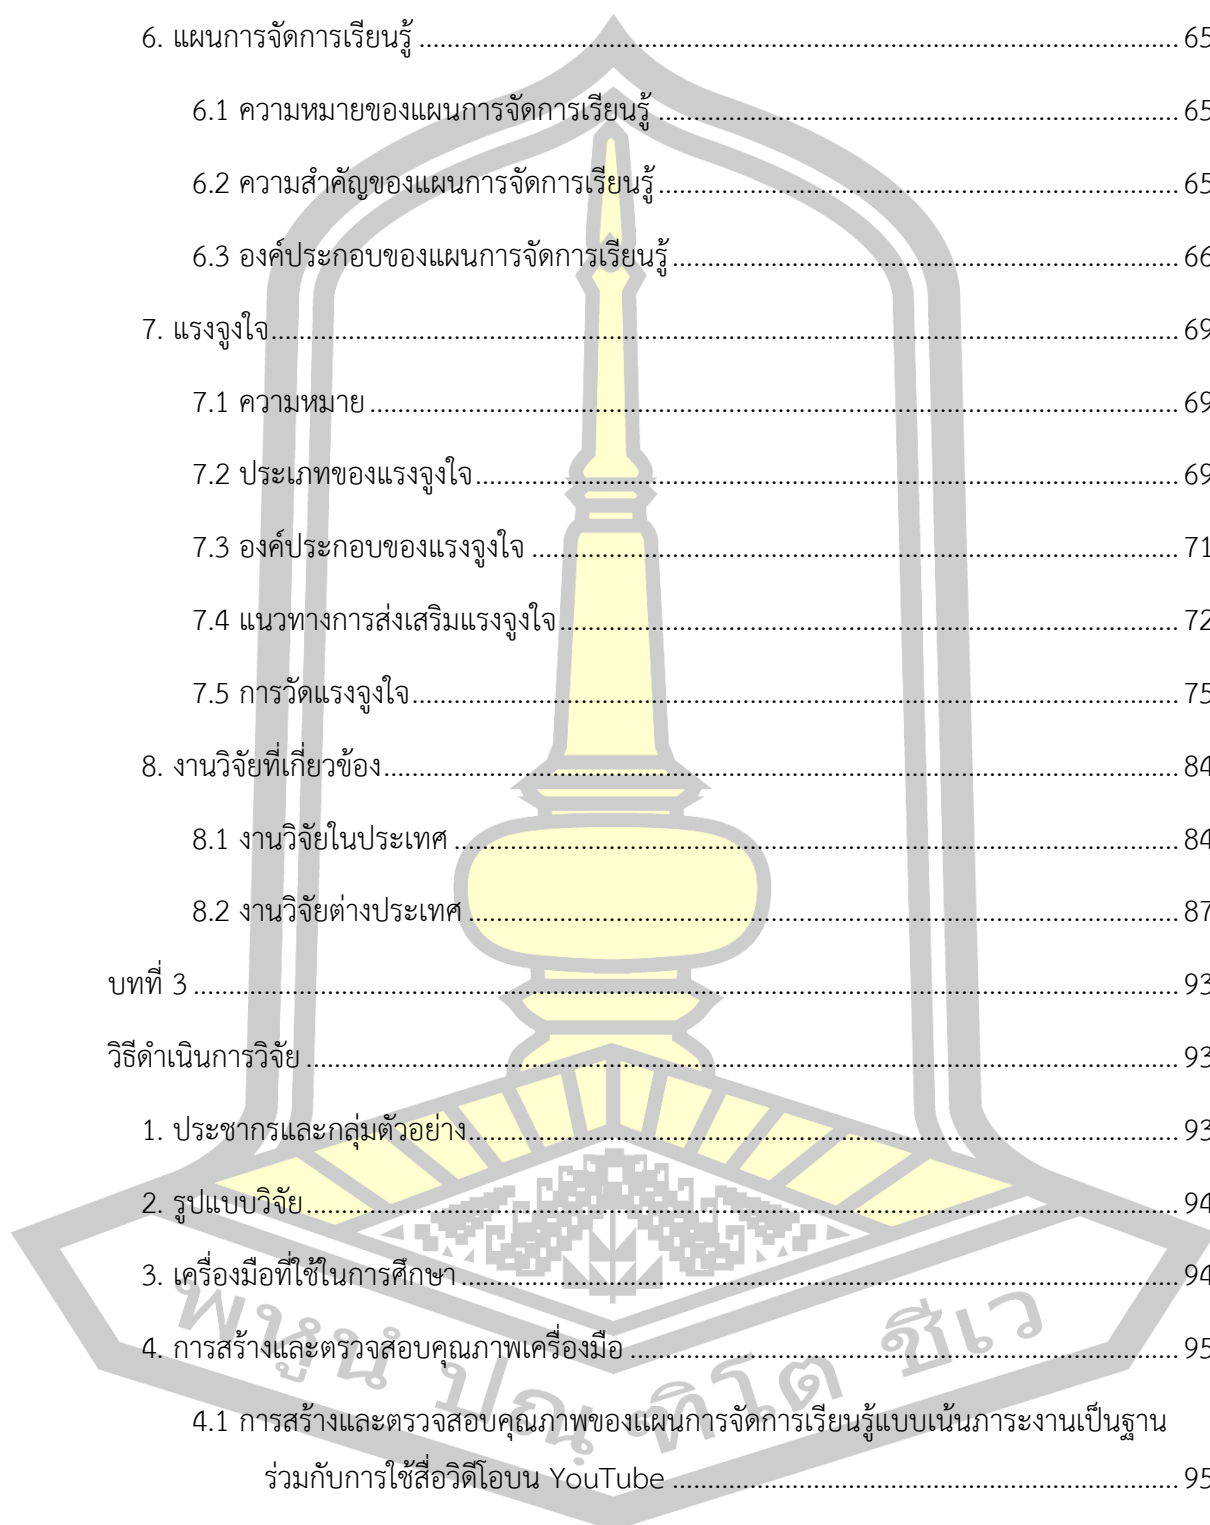 6. แผนการจัดการเรียนรู้ ........ 65
6.1 ความหมายของแผนการจัดการเรียนรู้ ........ 65
6.2 ความสำคัญของแผนการจัดการเรียนรู้ ........ 65
6.3 องค์ประกอบของแผนการจัดการเรียนรู้ ........ 66
7. แรงจูงใจ ........ 69
7.1 ความหมาย ........ 69
7.2 ประเภทของแรงจูงใจ ........ 69
7.3 องค์ประกอบของแรงจูงใจ ........ 71
7.4 แนวทางการส่งเสริมแรงจูงใจ ........ 72
7.5 การวัดแรงจูงใจ ........ 75
8. งานวิจัยที่เกี่ยวข้อง ........ 84
8.1 งานวิจัยในประเทศ ........ 84
8.2 งานวิจัยต่างประเทศ ........ 87
บทที่ 3 ........ 93
วิธีดำเนินการวิจัย ........ 93
1. ประชากรและกลุ่มตัวอย่าง ........ 93
2. รูปแบบวิจัย ........ 94
3. เครื่องมือที่ใช้ในการศึกษา ........ 94
4. การสร้างและตรวจสอบคุณภาพเครื่องมือ ........ 95
4.1 การสร้างและตรวจสอบคุณภาพของแผนการจัดการเรียนรู้แบบเน้นภาระงานเป็นฐาน
ร่วมกับการใช้สื่อวิดีโอบน YouTube ........ 95
พหูนํ ปณฺฑิโต ชีเว